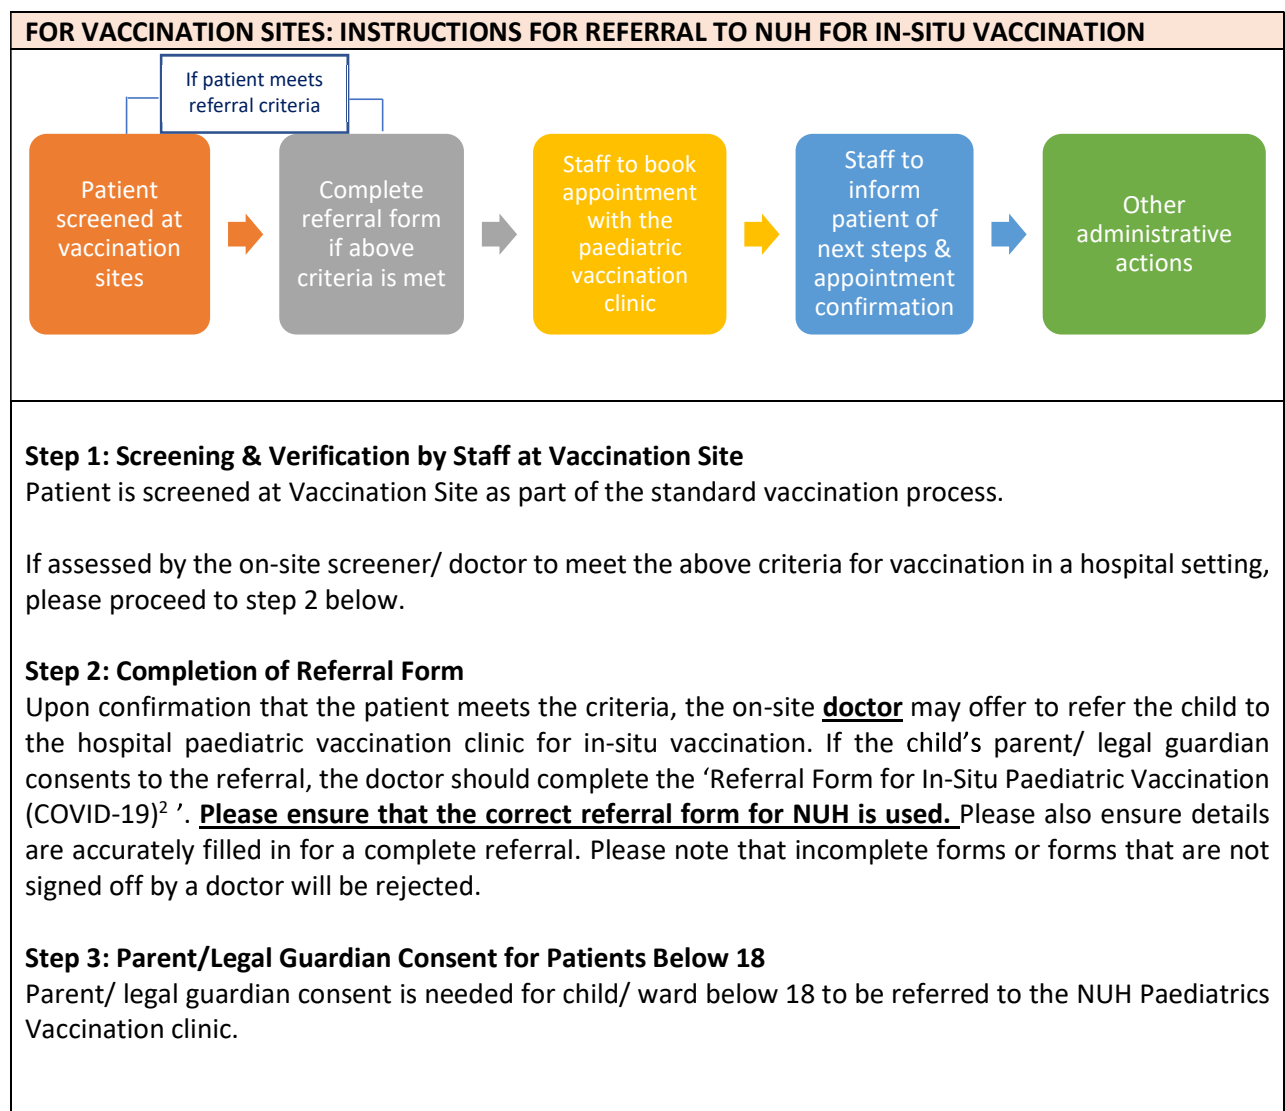 FOR VACCINATION SITES: INSTRUCTIONS FOR REFERRAL TO NUH FOR IN-SITU VACCINATION
If patient meets
referral criteria
Patient
screened at
vaccination
sites
Complete
referral form
if above
criteria is met
Staff to book
appointment
with the
paediatric
vaccination
clinic
Staff to
inform
patient of
next steps &
appointment
confirmation
Other
administrative
actions
Step 1: Screening & Verification by Staff at Vaccination Site
Patient is screened at Vaccination Site as part of the standard vaccination process.
If assessed by the on-site screener/ doctor to meet the above criteria for vaccination in a hospital setting,
please proceed to step 2 below.
Step 2: Completion of Referral Form
Upon confirmation that the patient meets the criteria, the on-site doctor may offer to refer the child to
the hospital paediatric vaccination clinic for in-situ vaccination. If the child's parent/ legal guardian
consents to the referral, the doctor should complete the ‘Referral Form for In-Situ Paediatric Vaccination
(COVID-19)² ’. Please ensure that the correct referral form for NUH is used. Please also ensure details
are accurately filled in for a complete referral. Please note that incomplete forms or forms that are not
signed off by a doctor will be rejected.
Step 3: Parent/Legal Guardian Consent for Patients Below 18
Parent/ legal guardian consent is needed for child/ ward below 18 to be referred to the NUH Paediatrics
Vaccination clinic.